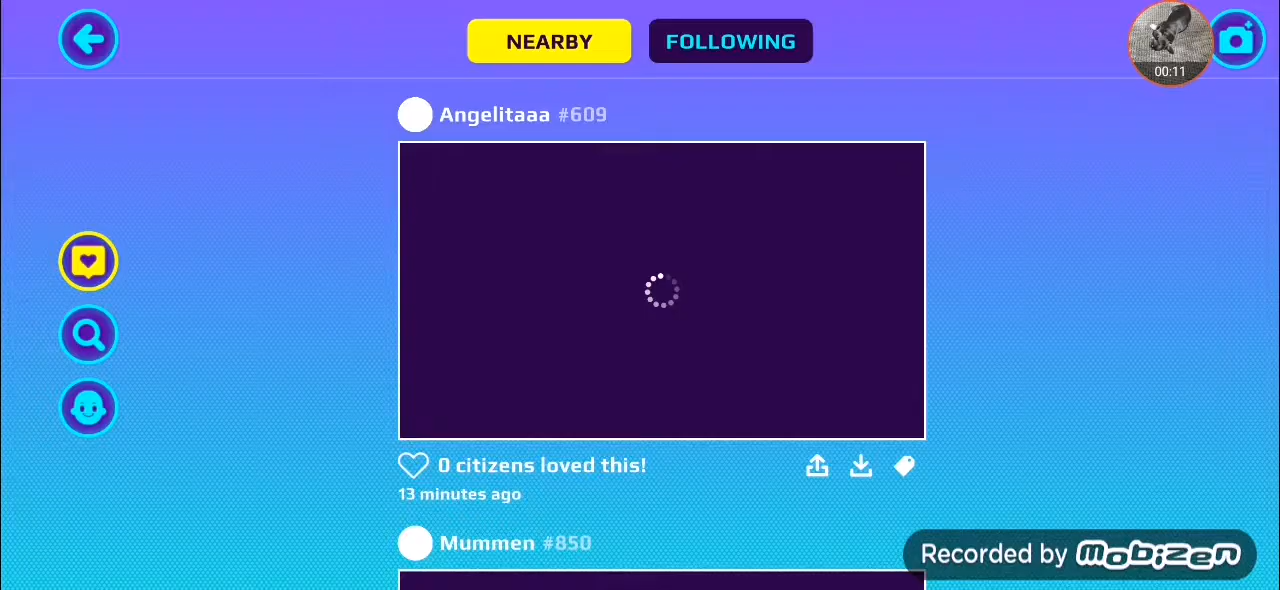 NEARBY
FOLLOWING
00:11
Angelitaaa #609
0 citizens loved this!
13 minutes ago
Mummen #850
Recorded by mobizen